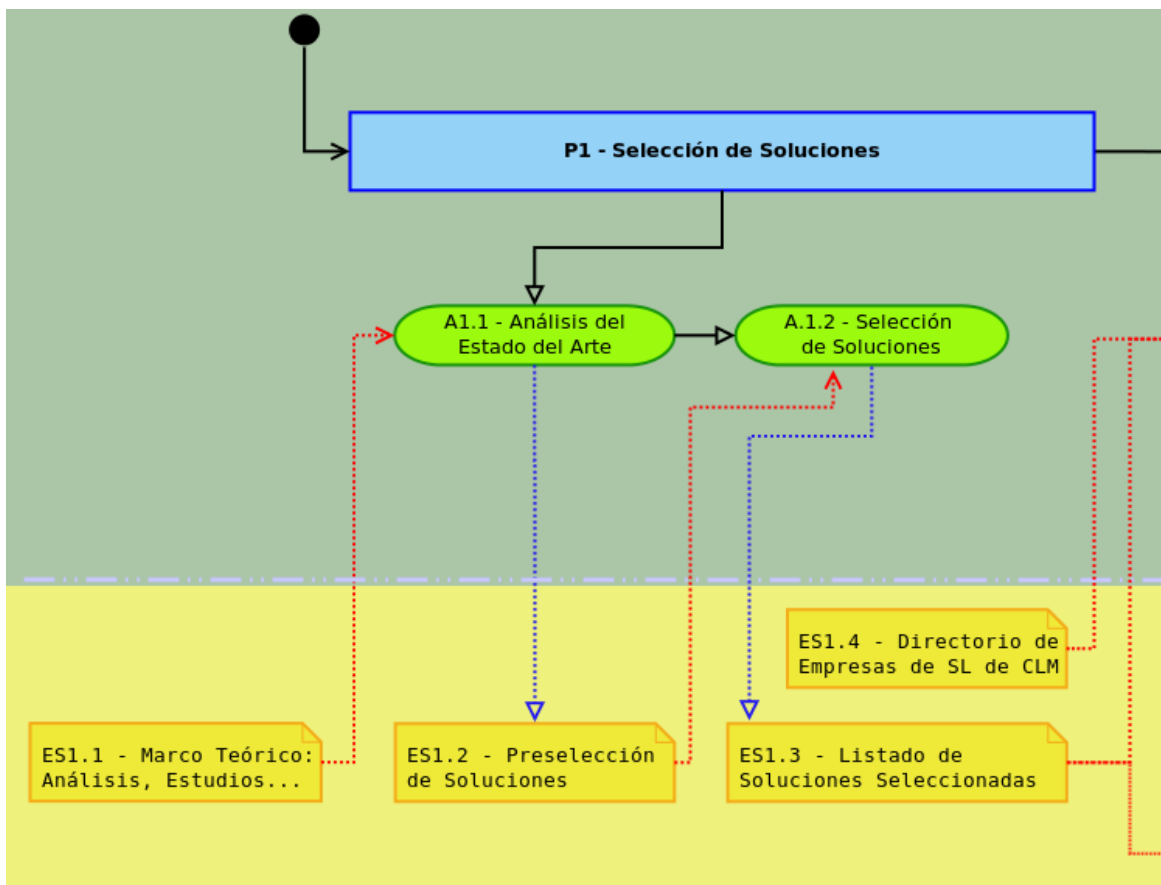 P1 - Selección de Soluciones
A1.1 - Análisis del
Estado del Arte
A.1.2 - Selección
de Soluciones
ES1.4 - Directorio de
Empresas de SL de CLM
ES1.1 - Marco Teórico:
Análisis, Estudios...
ES1.2 - Preselección
de Soluciones
ES1.3 - Listado de
Soluciones Seleccionadas